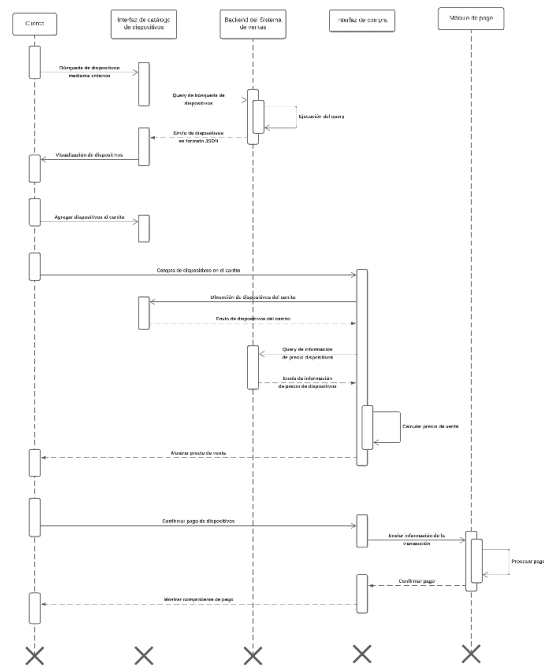 Cliente
Interfaz de catálogo
de dispositivos
Backend del Sistema
de ventas
Interfaz de compra
Módulo de pago
Búsqueda de dispositivos
mediante criterios
Query de búsqueda de
dispositivos
Ejecución del query
Envío de dispositivos
en formato JSON
Visualización de dispositivos
Agregar dispositivos al carrito
Compra de dispositivos en el carrito
Obtención de dispositivos del carrito
Envío de dispositivos del carrito
Query de información
de precio dispositivos
Envío de información
de precio de dispositivos
Calcular precio de venta
Mostrar precio de venta
Confirmar pago de dispositivos
Enviar información de la
transacción
Procesar pago
Confirmar pago
Mostrar comprobante de pago